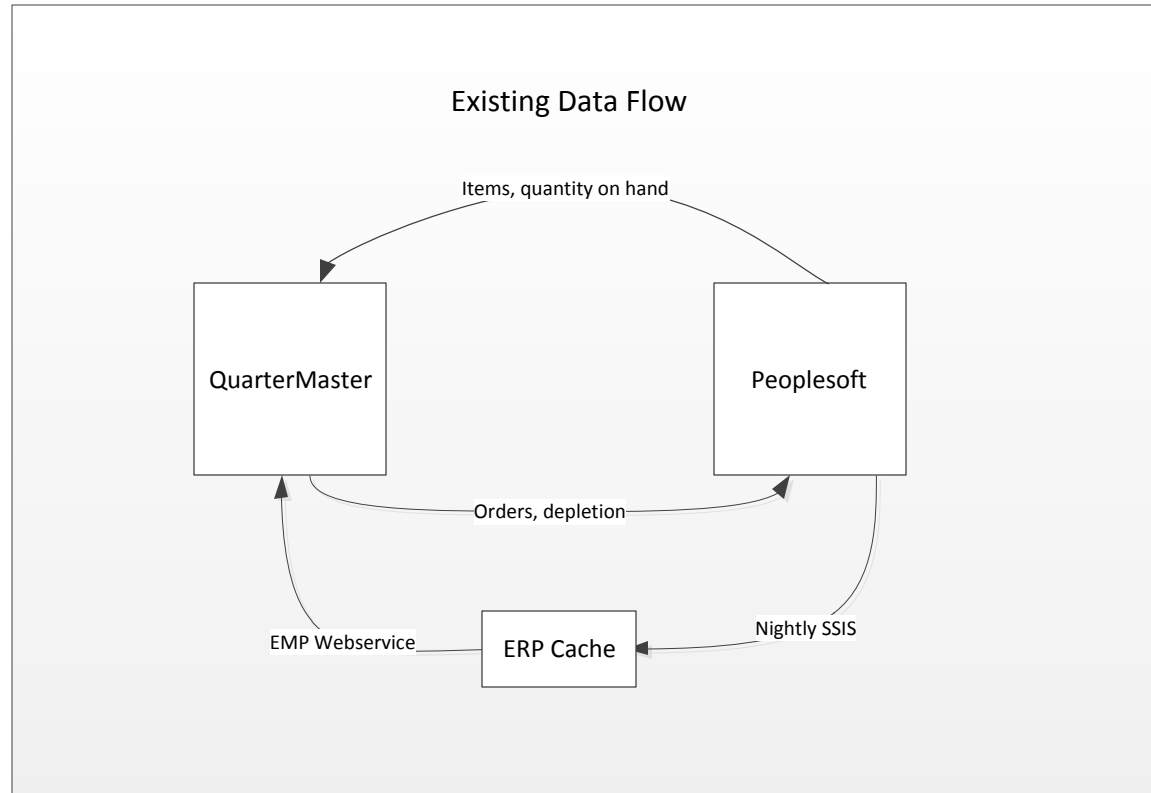 Existing Data Flow
Items, quantity on hand
QuarterMaster
Peoplesoft
Orders, depletion
EMP Webservice
ERP Cache
Nightly SSIS